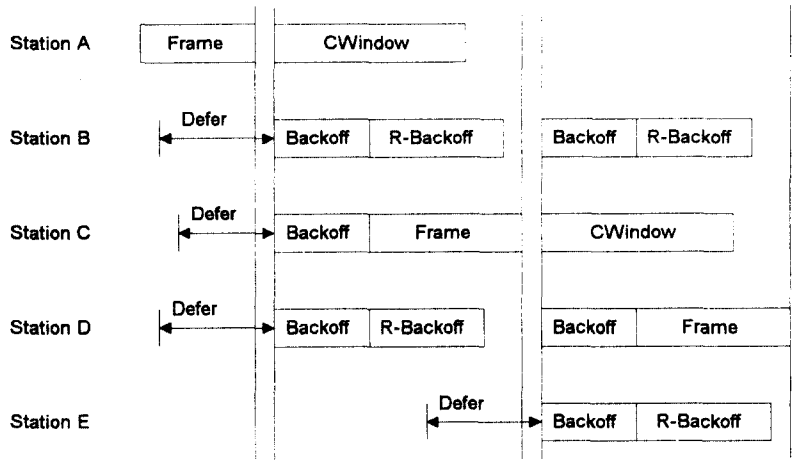 Station A Frame CWindow
Defer
Station B Backoff R-Backoff Backoff R-Backoff
Defer
Station C Backoff Frame CWindow
Defer
Station D Backoff R-Backoff Backoff Frame
Defer
Station E Backoff R-Backoff